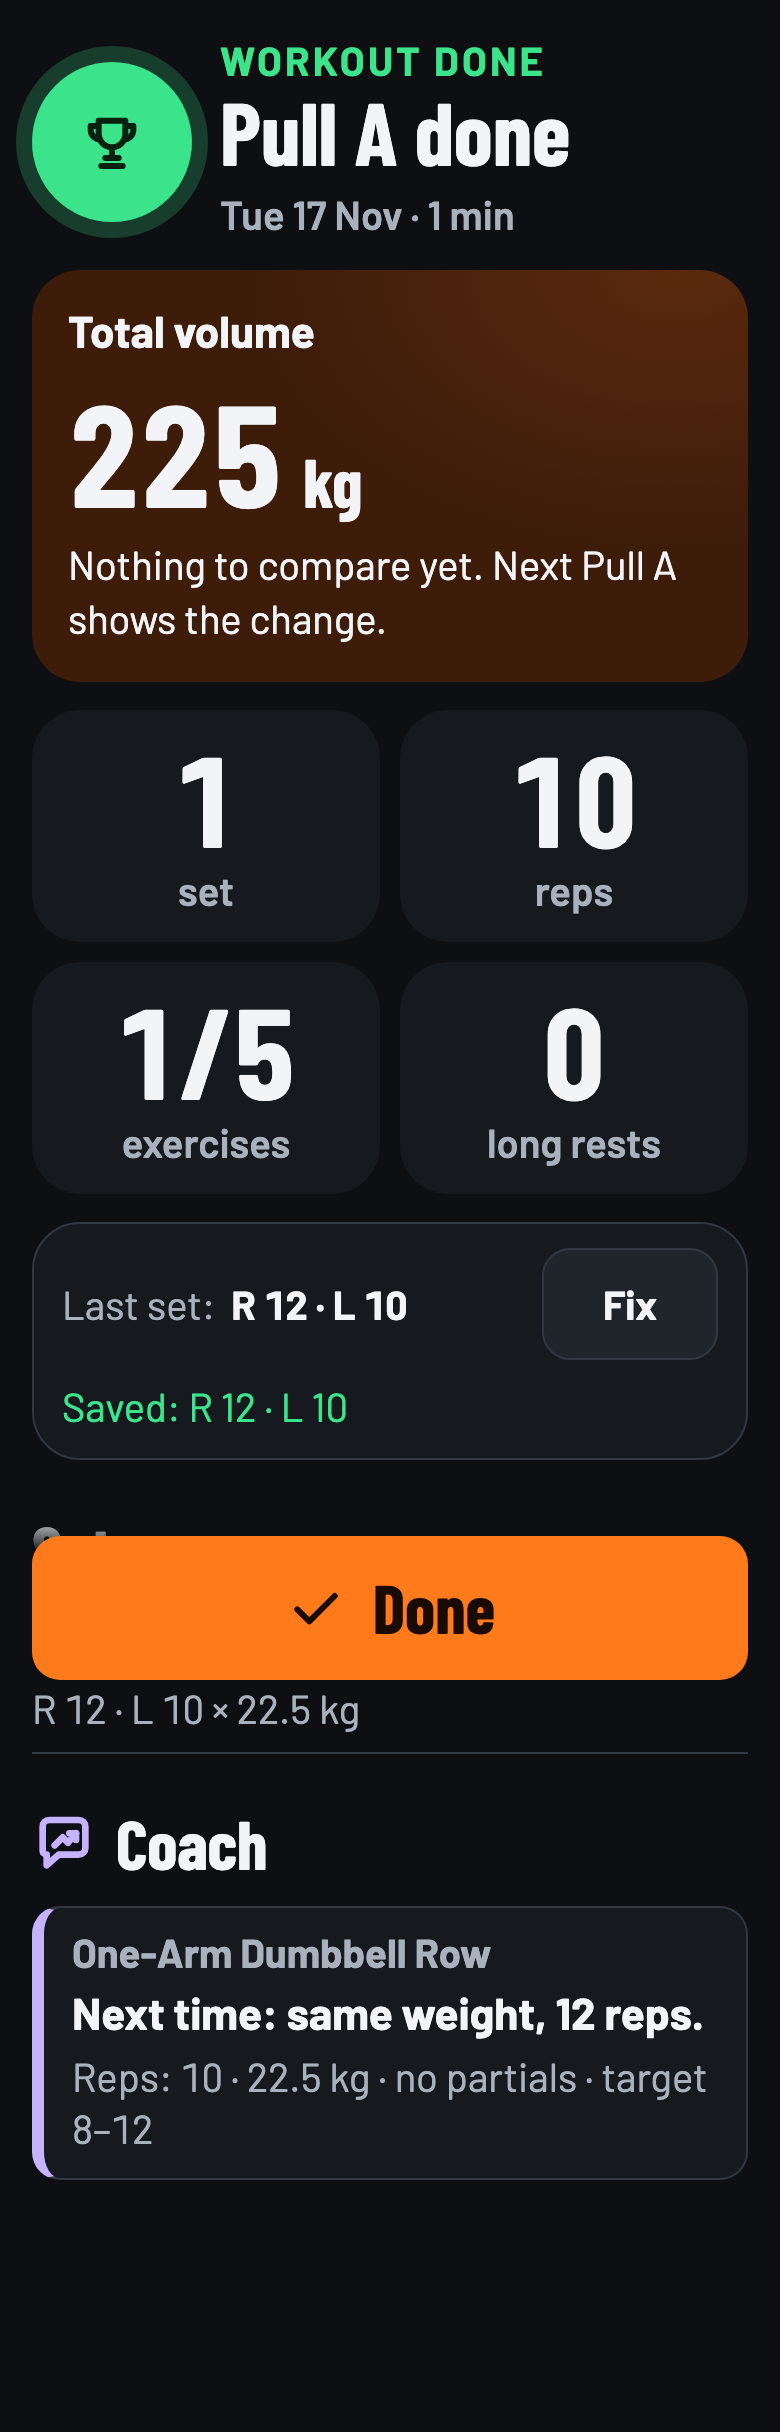 WORKOUT DONE
Pull A done
Tue 17 Nov · 1 min
Total volume
225 kg
Nothing to compare yet. Next Pull A
shows the change.
1
set
10
reps
1/5
exercises
0
long rests
Last set: R 12 · L 10
Fix
Saved: R 12 · L 10
Done
R 12 · L 10 × 22.5 kg
Coach
One-Arm Dumbbell Row
Next time: same weight, 12 reps.
Reps: 10 · 22.5 kg · no partials · target
8–12